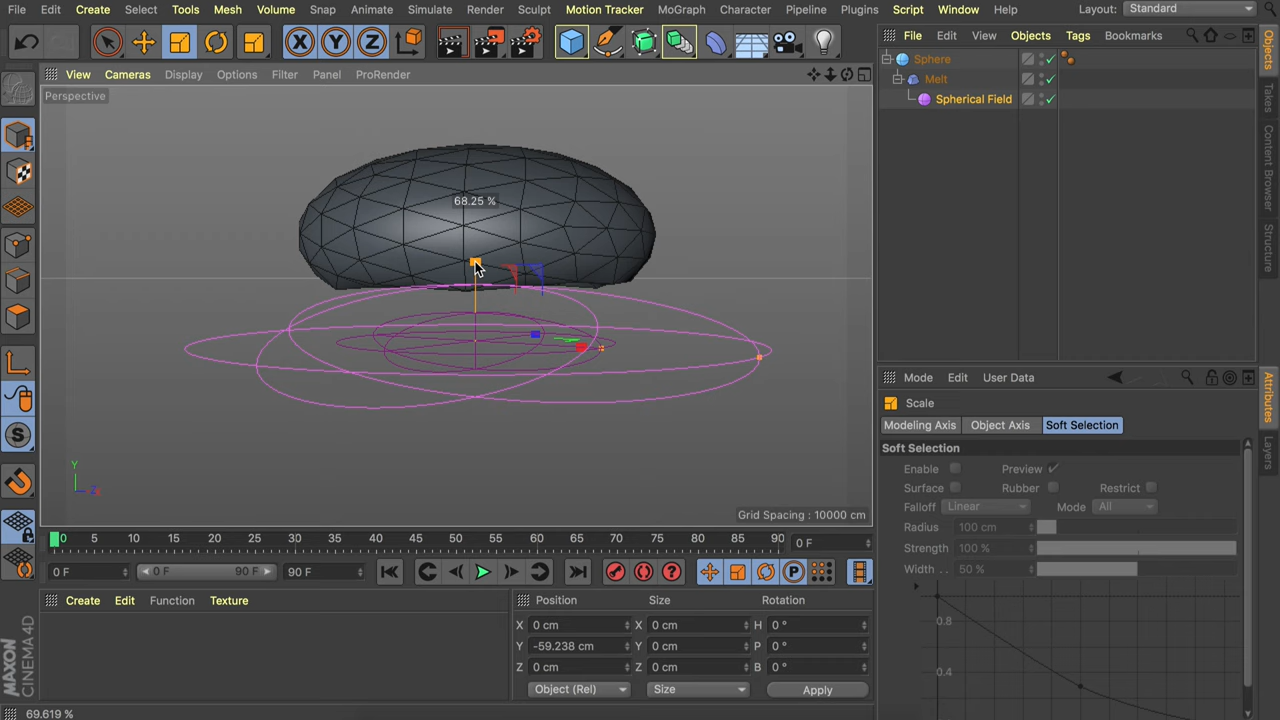 File Create Select Tools Mesh Volume Snap Animate Simulate Render Sculpt Motion Tracker MoGraph Character Pipeline Plugins Script Window Help Layout: Standard
X Y Z
File Edit View Objects Tags Bookmarks
View Cameras Display Options Filter Panel ProRender
Perspective
Sphere
Melt
Spherical Field
68.25 %
Y
Z
Grid Spacing : 10000 cm
Objects
Takes
Content Browser
Structure
Mode Edit User Data
Scale
Modeling Axis Object Axis Soft Selection
Soft Selection
Enable Preview
Surface Rubber Restrict
Falloff Linear Mode All
Radius 100 cm
Strength 100 %
Width . . 50 %
0.8
0.4
Attributes
Layers
S
0 5 10 15 20 25 30 35 40 45 50 55 60 65 70 75 80 85 90 0 F
0 F 0 F 90 F 90 F
P
Create Edit Function Texture
Position Size Rotation
X 0 cm X 0 cm H 0 °
Y -59.238 cm Y 0 cm P 0 °
Z 0 cm Z 0 cm B 0 °
Object (Rel) Size Apply
MAXON
CINEMA 4D
69.619 %